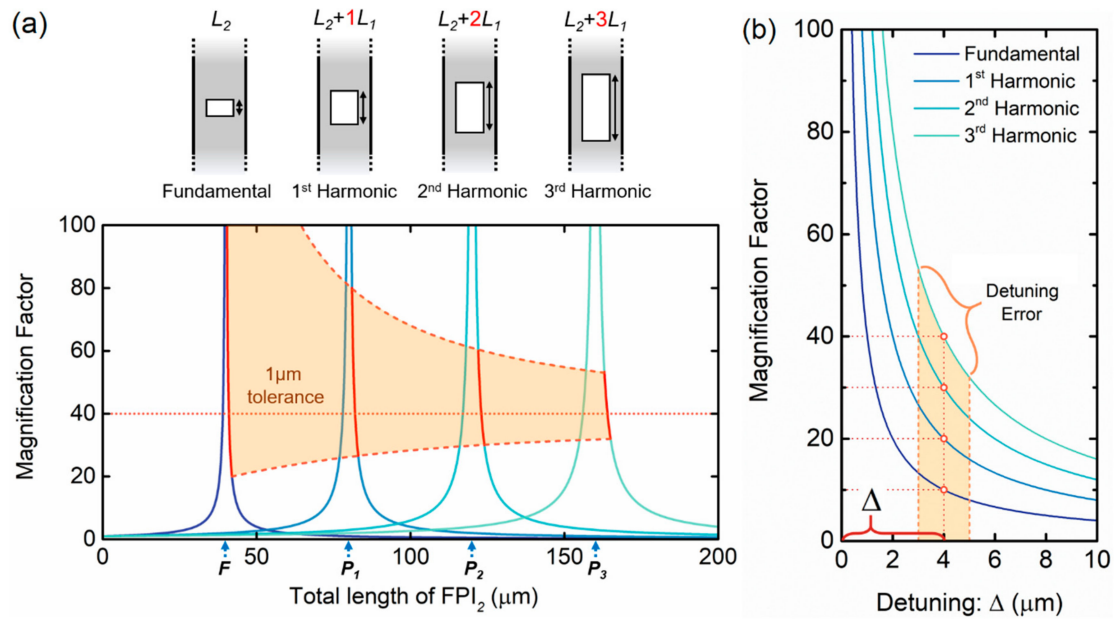 (a)
L₂ L₂+1L₁ L₂+2L₁ L₂+3L₁
Fundamental 1ˢᵗ Harmonic 2ⁿᵈ Harmonic 3ʳᵈ Harmonic
Magnification Factor
100
80
60
40
20
0
1μm
tolerance
0 50 100 150 200
F P₁ P₂ P₃
Total length of FPI₂ (μm)
(b)
Magnification Factor
100
80
60
40
20
0
Fundamental
1ˢᵗ Harmonic
2ⁿᵈ Harmonic
3ʳᵈ Harmonic
Detuning
Error
Δ
0 2 4 6 8 10
Detuning: Δ (μm)